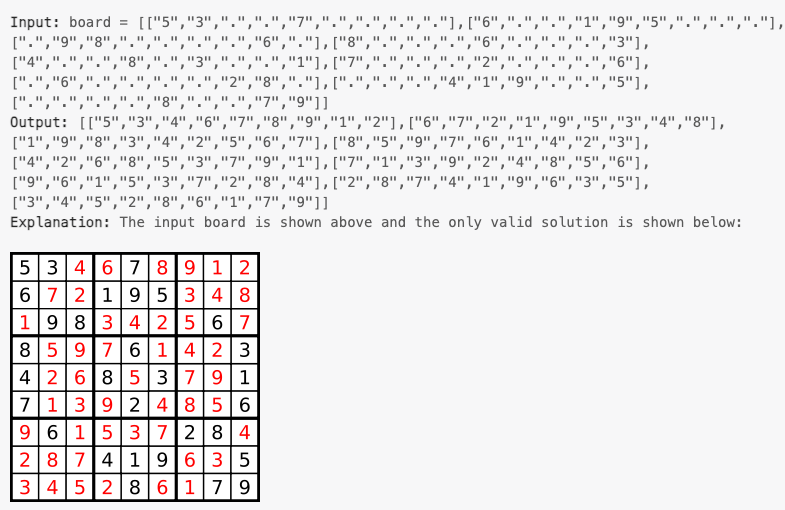 Input: board = [["5","3",".",".","7",".",".",".","."],["6",".",".","1","9","5",".",".","."],
[".","9","8",".",".",".",".","6","."],["8",".",".",".","6",".",".",".","3"],
["4",".",".","8",".","3",".",".","1"],["7",".",".",".","2",".",".",".","6"],
[".","6",".",".",".",".","2","8","."],[".",".",".","4","1","9",".",".","5"],
[".",".",".",".","8",".",".","7","9"]]
Output: [["5","3","4","6","7","8","9","1","2"],["6","7","2","1","9","5","3","4","8"],
["1","9","8","3","4","2","5","6","7"],["8","5","9","7","6","1","4","2","3"],
["4","2","6","8","5","3","7","9","1"],["7","1","3","9","2","4","8","5","6"],
["9","6","1","5","3","7","2","8","4"],["2","8","7","4","1","9","6","3","5"],
["3","4","5","2","8","6","1","7","9"]]
Explanation: The input board is shown above and the only valid solution is shown below:
5 3 4 6 7 8 9 1 2
6 7 2 1 9 5 3 4 8
1 9 8 3 4 2 5 6 7
8 5 9 7 6 1 4 2 3
4 2 6 8 5 3 7 9 1
7 1 3 9 2 4 8 5 6
9 6 1 5 3 7 2 8 4
2 8 7 4 1 9 6 3 5
3 4 5 2 8 6 1 7 9